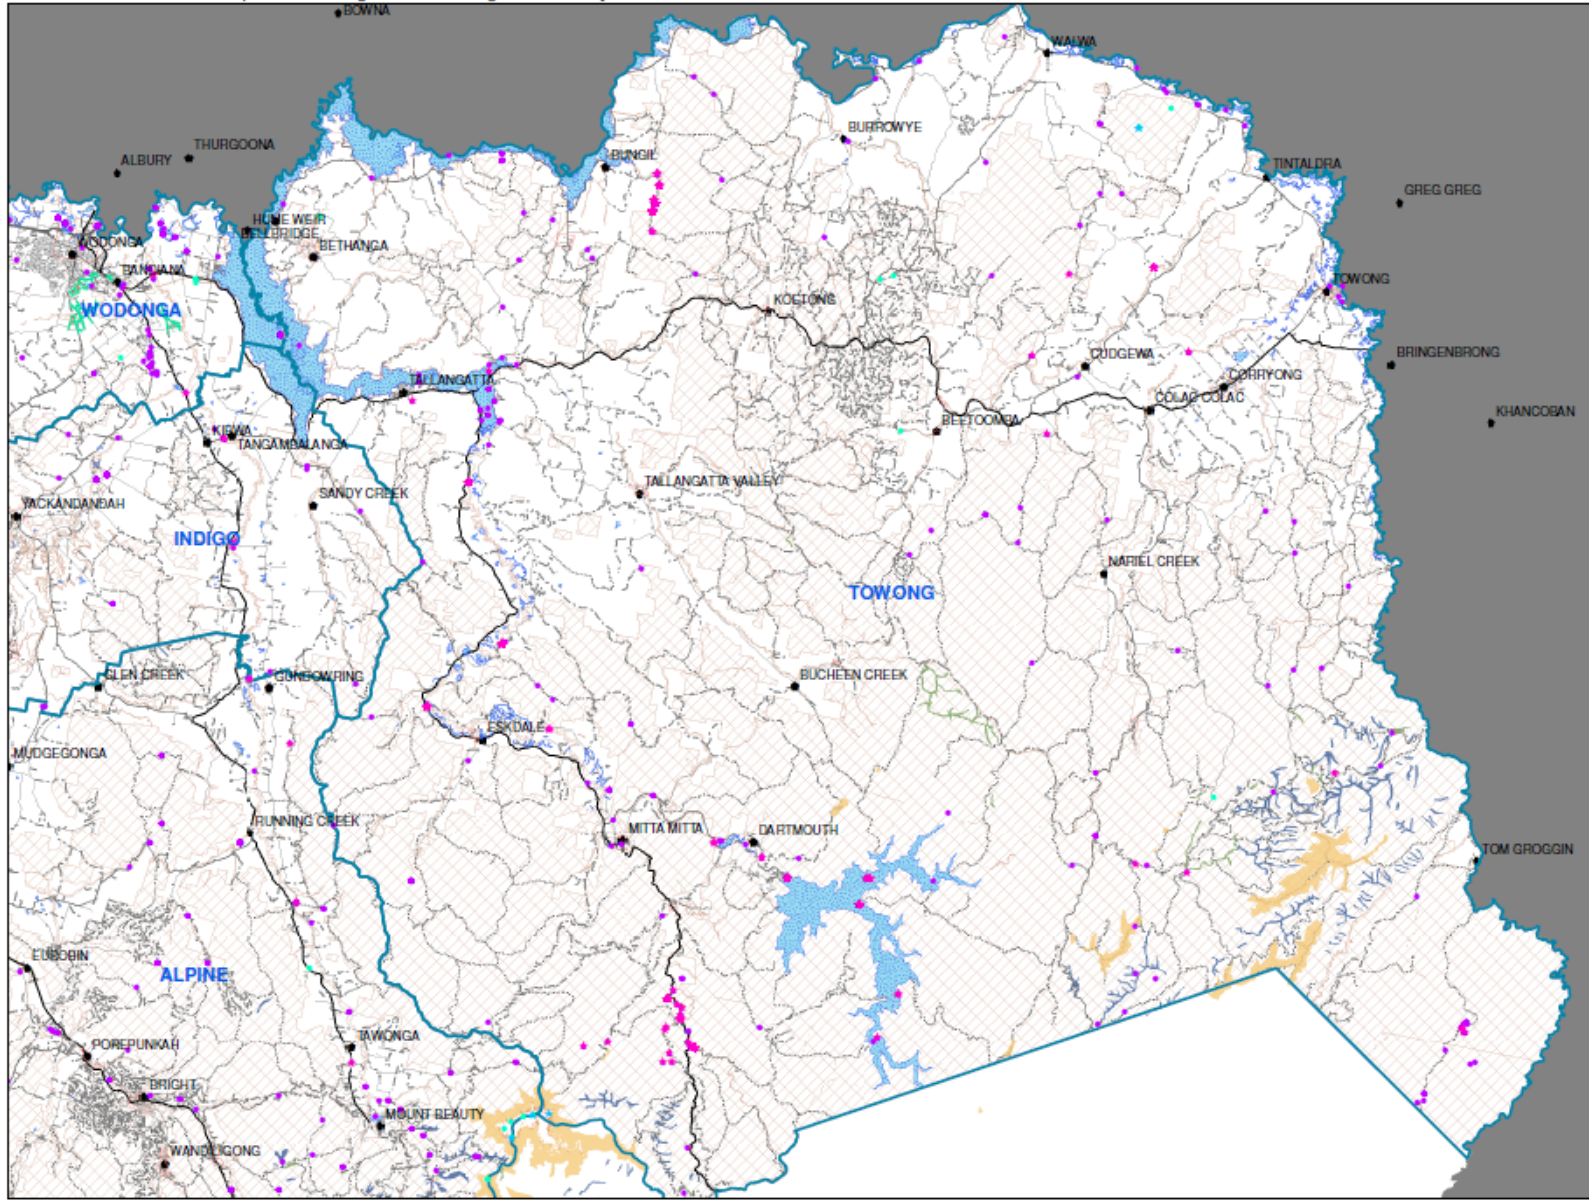 BOWNA
WALWA
BURROWYE
THURGOONA
ALBURY
BUNGIL
TINTALDRA
GREG GREG
HUME WEIR
BELLBRIDGE
WODONGA
BETHANGA
BANDIANA
TOWONG
KOETONG
WODONGA
CUDGEWA
BRINGENBRONG
CORRYONG
TALLANGATTA
COLAC COLAC
KHANCOBAN
BEETOOMBA
KIEWA
TANGAMBALANGA
TALLANGATTA VALLEY
SANDY CREEK
YACKANDANDAH
INDIGO
NARIEL CREEK
TOWONG
GLEN CREEK
GUNDOWRING
BUCHEEN CREEK
ESKDALE
MUDGEGONGA
RUNNING CREEK
MITTA MITTA
DARTMOUTH
TOM GROGGIN
EUROBIN
ALPINE
TAWONGA
POREPUNKAH
BRIGHT
MOUNT BEAUTY
WANDILIGONG